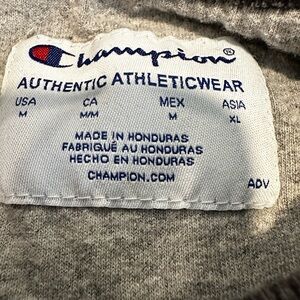 Champion®
AUTHENTIC ATHLETICWEAR
USA CA MEX ASIA
M M/M M XL
MADE IN HONDURAS
FABRIQUÉ AU HONDURAS
HECHO EN HONDURAS
CHAMPION.COM
ADV